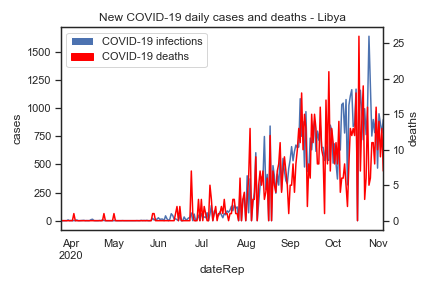 New COVID-19 daily cases and deaths - Libya
COVID-19 infections
COVID-19 deaths
cases
1500
1250
1000
750
500
250
0
deaths
25
20
15
10
5
0
Apr
2020
May
Jun
Jul
Aug
Sep
Oct
Nov
dateRep